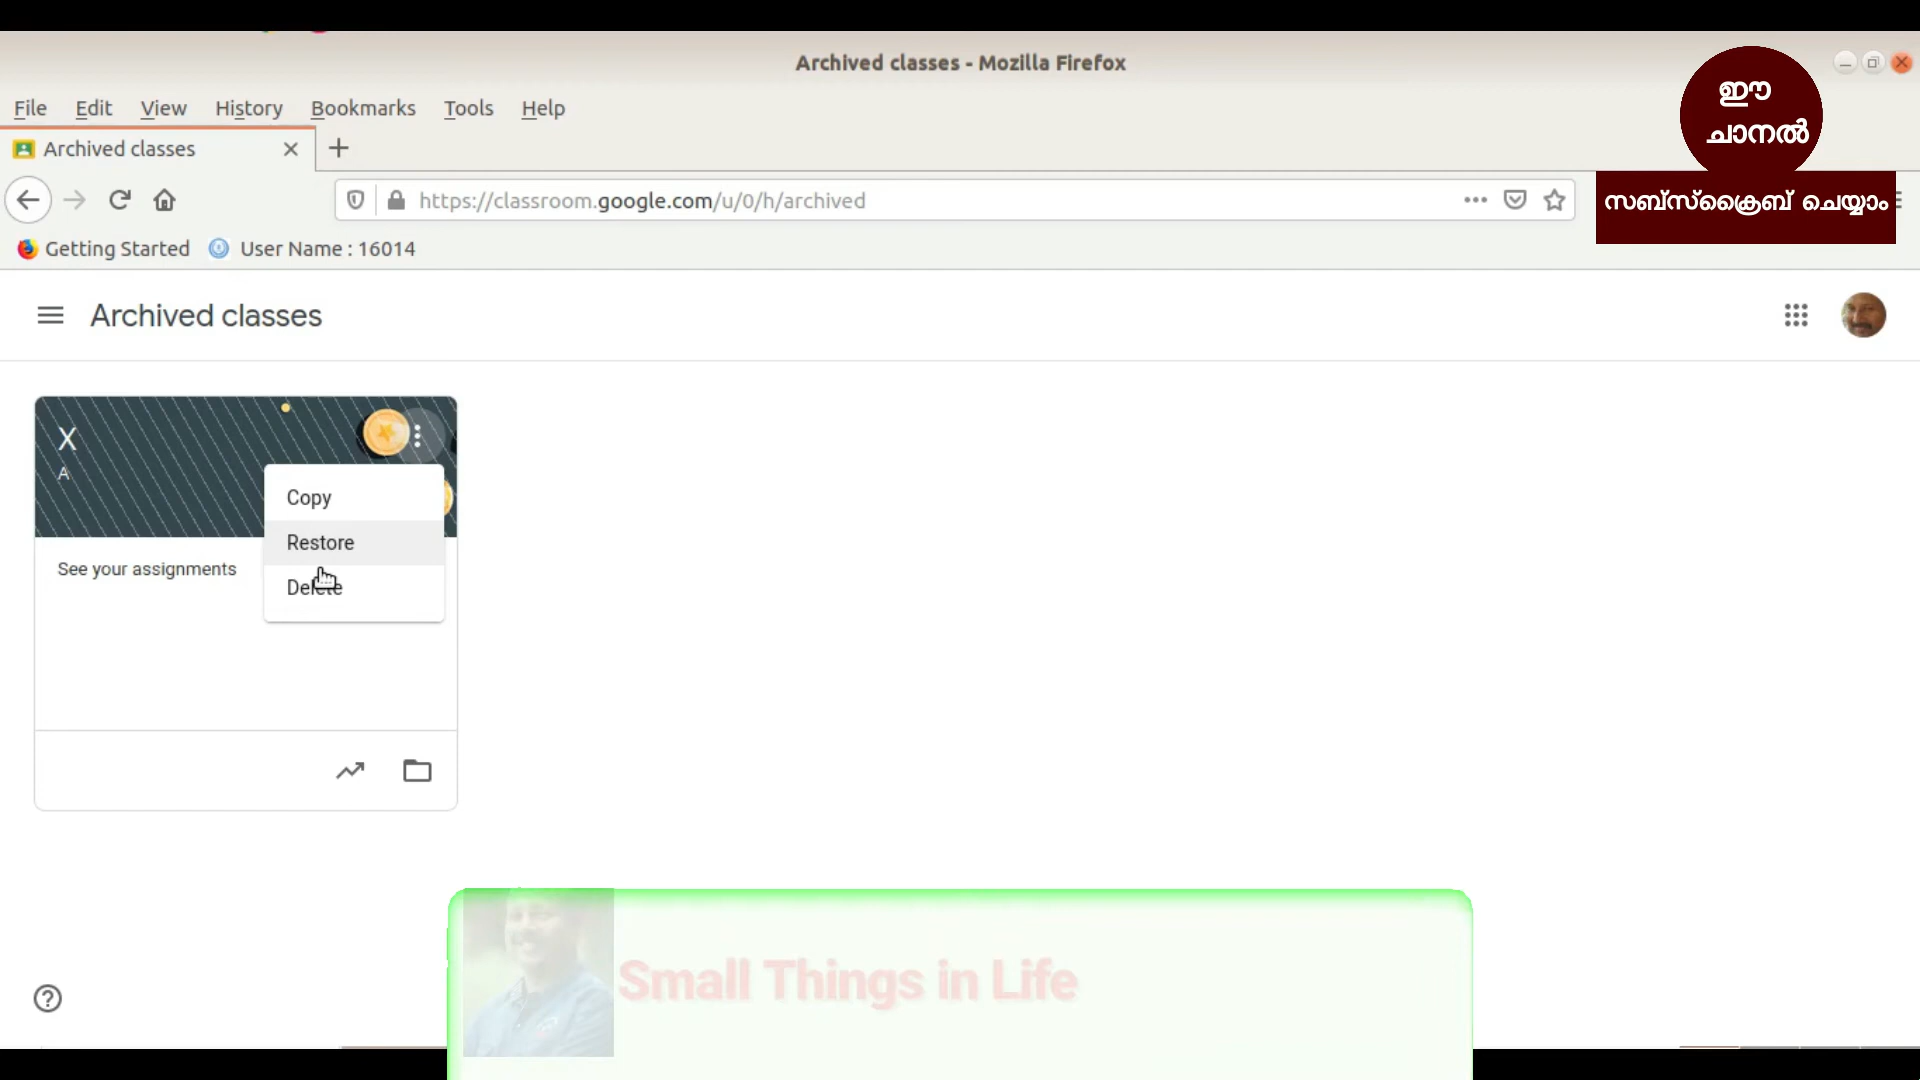 Archived classes - Mozilla Firefox
ഈ
ചാനൽ
File Edit View History Bookmarks Tools Help
Archived classes
https://classroom.google.com/u/0/h/archived
സബ്സ്ക്രൈബ് ചെയ്യാം
Getting Started User Name : 16014
Archived classes
X
A
Copy
Restore
See your assignments
Delete
Small Things in Life